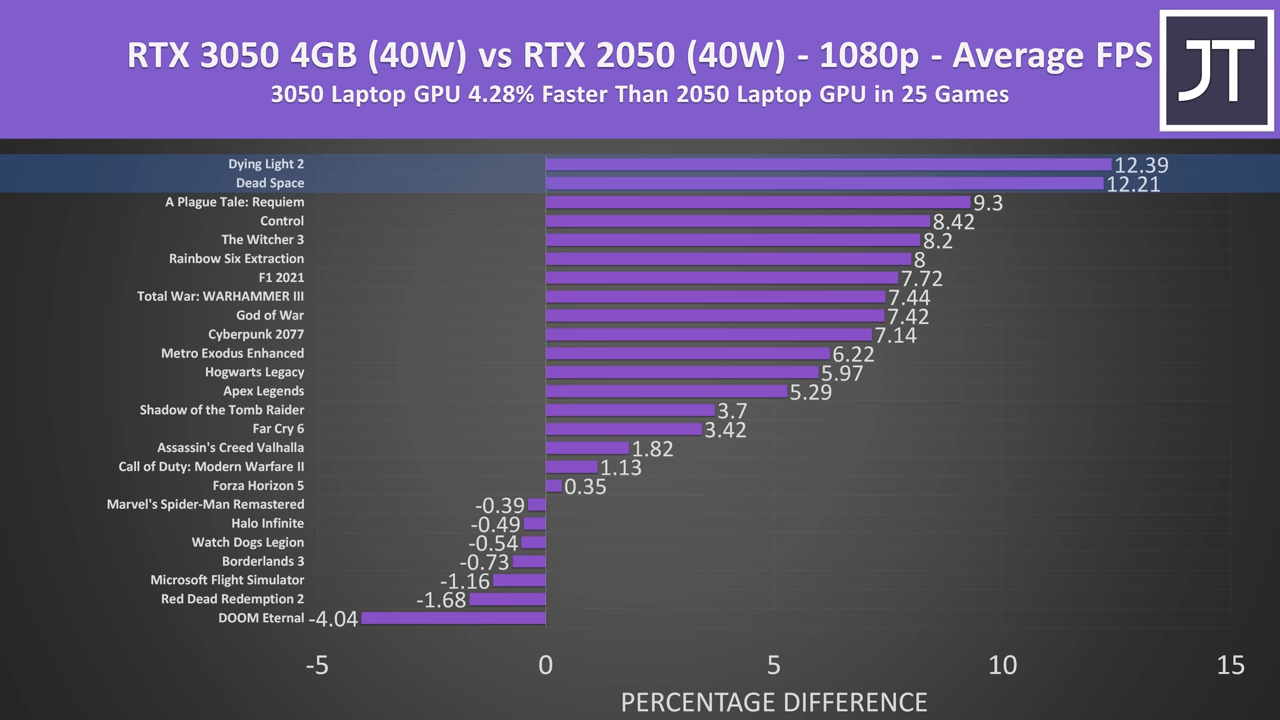 RTX 3050 4GB (40W) vs RTX 2050 (40W) - 1080p - Average FPS
3050 Laptop GPU 4.28% Faster Than 2050 Laptop GPU in 25 Games
JT
Dying Light 2 12.39
Dead Space 12.21
A Plague Tale: Requiem 9.3
Control 8.42
The Witcher 3 8.2
Rainbow Six Extraction 8
F1 2021 7.72
Total War: WARHAMMER III 7.44
God of War 7.42
Cyberpunk 2077 7.14
Metro Exodus Enhanced 6.22
Hogwarts Legacy 5.97
Apex Legends 5.29
Shadow of the Tomb Raider 3.7
Far Cry 6 3.42
Assassin's Creed Valhalla 1.82
Call of Duty: Modern Warfare II 1.13
Forza Horizon 5 0.35
Marvel's Spider-Man Remastered -0.39
Halo Infinite -0.49
Watch Dogs Legion -0.54
Borderlands 3 -0.73
Microsoft Flight Simulator -1.16
Red Dead Redemption 2 -1.68
DOOM Eternal -4.04
-5 0 5 10 15
PERCENTAGE DIFFERENCE